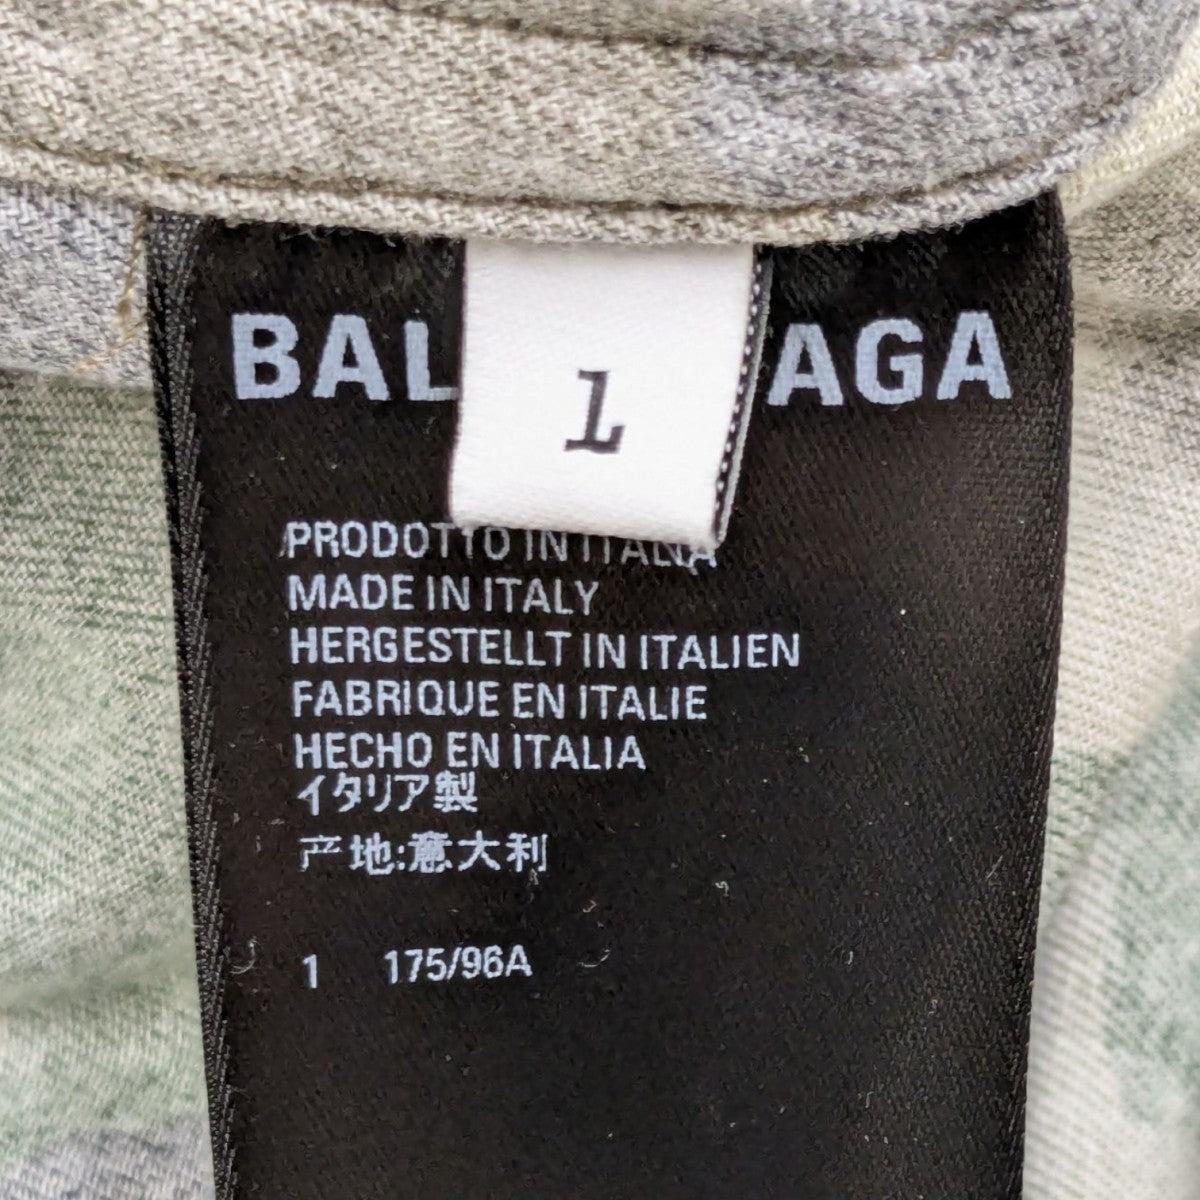 BAL AGA
1
PRODOTTO IN ITALIA
MADE IN ITALY
HERGESTELLT IN ITALIEN
FABRIQUE EN ITALIE
HECHO EN ITALIA
イタリア製
产地:意大利
1 175/96A